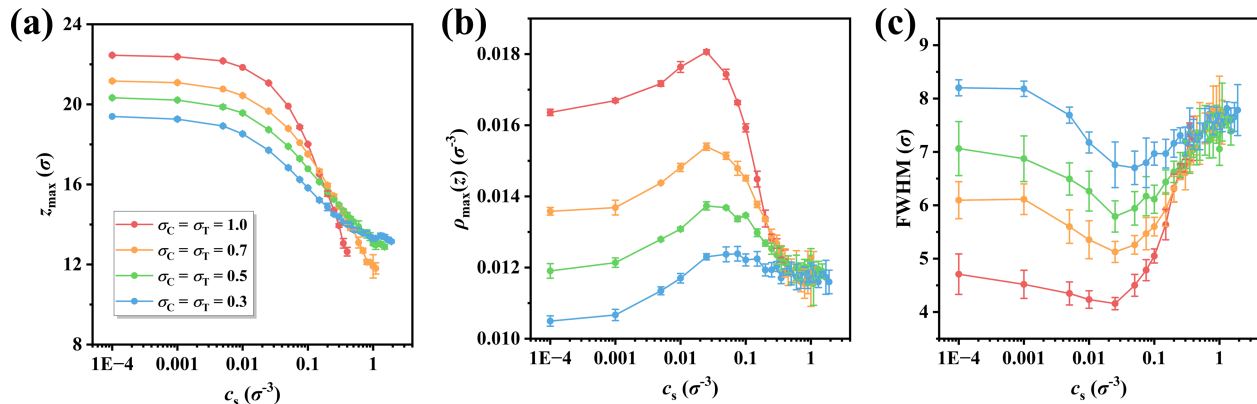 (a)
24
20
16
12
8
z_max (σ)
σ_C = σ_T = 1.0
σ_C = σ_T = 0.7
σ_C = σ_T = 0.5
σ_C = σ_T = 0.3
1E−4 0.001 0.01 0.1 1
c_s (σ⁻³)
(b)
0.018
0.016
0.014
0.012
0.010
ρ_max(z) (σ⁻³)
1E−4 0.001 0.01 0.1 1
c_s (σ⁻³)
(c)
9
8
7
6
5
4
FWHM (σ)
1E−4 0.001 0.01 0.1 1
c_s (σ⁻³)